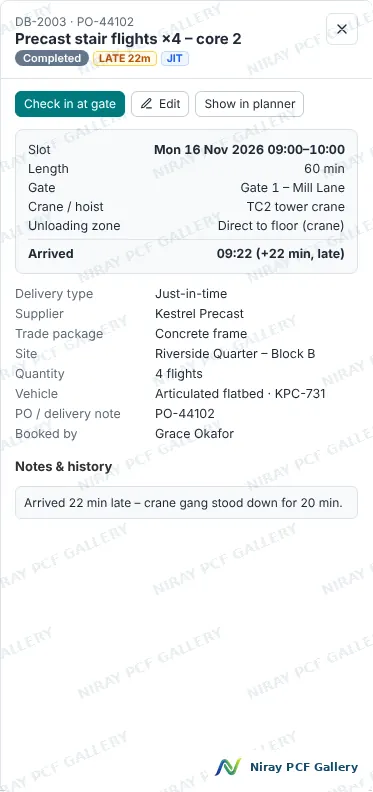 DB-2003 · PO-44102
Precast stair flights ×4 – core 2
Completed LATE 22m JIT
Check in at gate Edit Show in planner
Slot Mon 16 Nov 2026 09:00–10:00
Length 60 min
Gate Gate 1 – Mill Lane
Crane / hoist TC2 tower crane
Unloading zone Direct to floor (crane)
Arrived 09:22 (+22 min, late)
Delivery type Just-in-time
Supplier Kestrel Precast
Trade package Concrete frame
Site Riverside Quarter – Block B
Quantity 4 flights
Vehicle Articulated flatbed · KPC-731
PO / delivery note PO-44102
Booked by Grace Okafor
Notes & history
Arrived 22 min late – crane gang stood down for 20 min.
Niray PCF Gallery
NIRAY PCF GALLERY